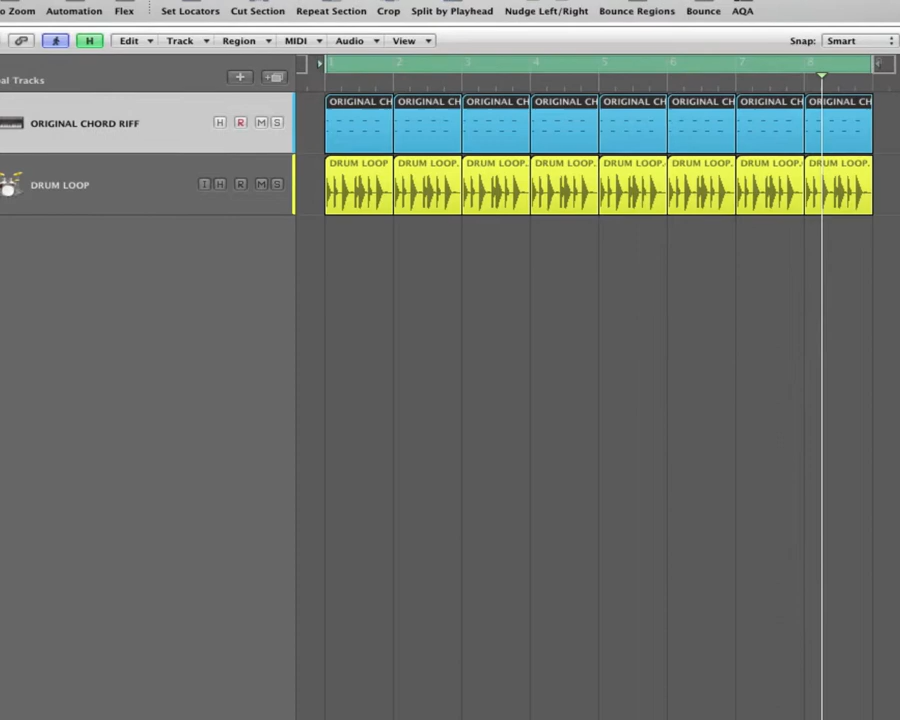 o Zoom Automation Flex Set Locators Cut Section Repeat Section Crop Split by Playhead Nudge Left/Right Bounce Regions Bounce AQA
H Edit Track Region MIDI Audio View Snap: Smart
1 2 3 4 5 6 7 8
al Tracks
ORIGINAL CH ORIGINAL CH ORIGINAL CH ORIGINAL CH ORIGINAL CH ORIGINAL CH ORIGINAL CH ORIGINAL CH
ORIGINAL CHORD RIFF H R M S
DRUM LOOP DRUM LOOP. DRUM LOOP. DRUM LOOP. DRUM LOOP. DRUM LOOP. DRUM LOOP. DRUM LOOP.
DRUM LOOP I H R M S